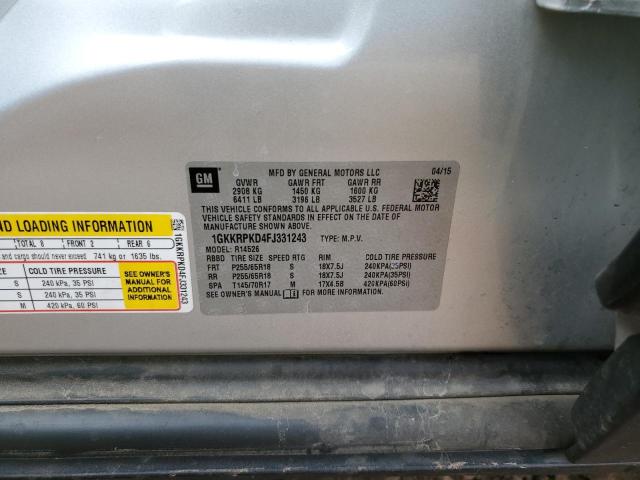 GM
MFD BY GENERAL MOTORS LLC 04/15
GVWR GAWR FRT GAWR RR
2908 KG 1450 KG 1600 KG
6411 LB 3196 LB 3527 LB
THIS VEHICLE CONFORMS TO ALL APPLICABLE U.S. FEDERAL MOTOR
VEHICLE SAFETY STANDARDS IN EFFECT ON THE DATE OF
MANUFACTURE SHOWN ABOVE.
1GKKRPKD4FJ331243 TYPE: M.P.V.
R14526
RBBD TIRE SIZE SPEED RTG RIM COLD TIRE PRESSURE
FRT P255/65R18 S 18X7.5J 240KPA(35PSI)
RR P255/65R18 S 18X7.5J 240KPA(35PSI)
SPA T145/70R17 M 17X4.5B 420KPA(60PSI)
SEE OWNER'S MANUAL FOR MORE INFORMATION.
ND LOADING INFORMATION
TOTAL 8 FRONT 2 REAR 6
and cargo should never exceed 741 kg or 1635 lbs.
COLD TIRE PRESSURE
S 240 kPa, 35 PSI
S 240 kPa, 35 PSI
M 420 kPa, 60 PSI
SEE OWNER'S
MANUAL FOR
ADDITIONAL
INFORMATION
1GKKRPKD4FJ331243